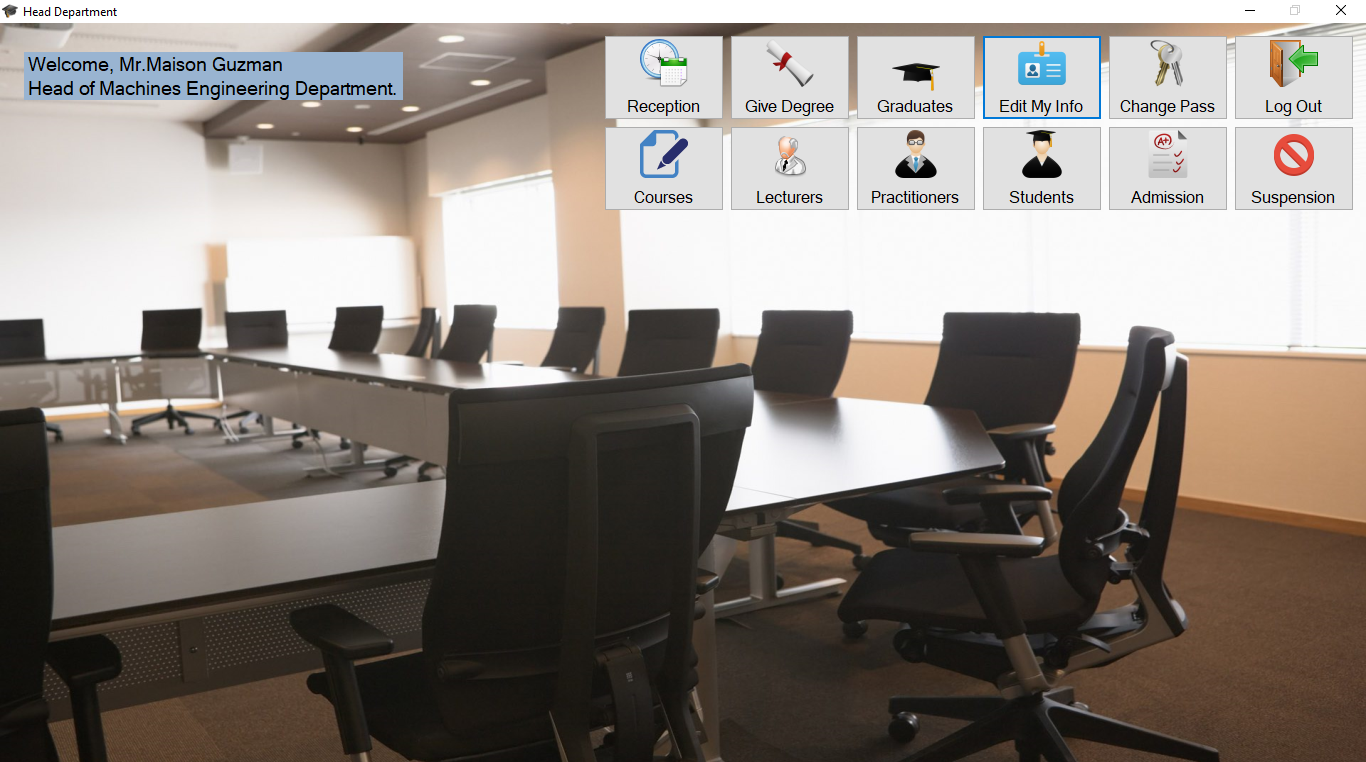 Head Department
Welcome, Mr.Maison Guzman
Head of Machines Engineering Department.
Reception
Give Degree
Graduates
Edit My Info
Change Pass
Log Out
Courses
Lecturers
Practitioners
Students
A+
Admission
Suspension